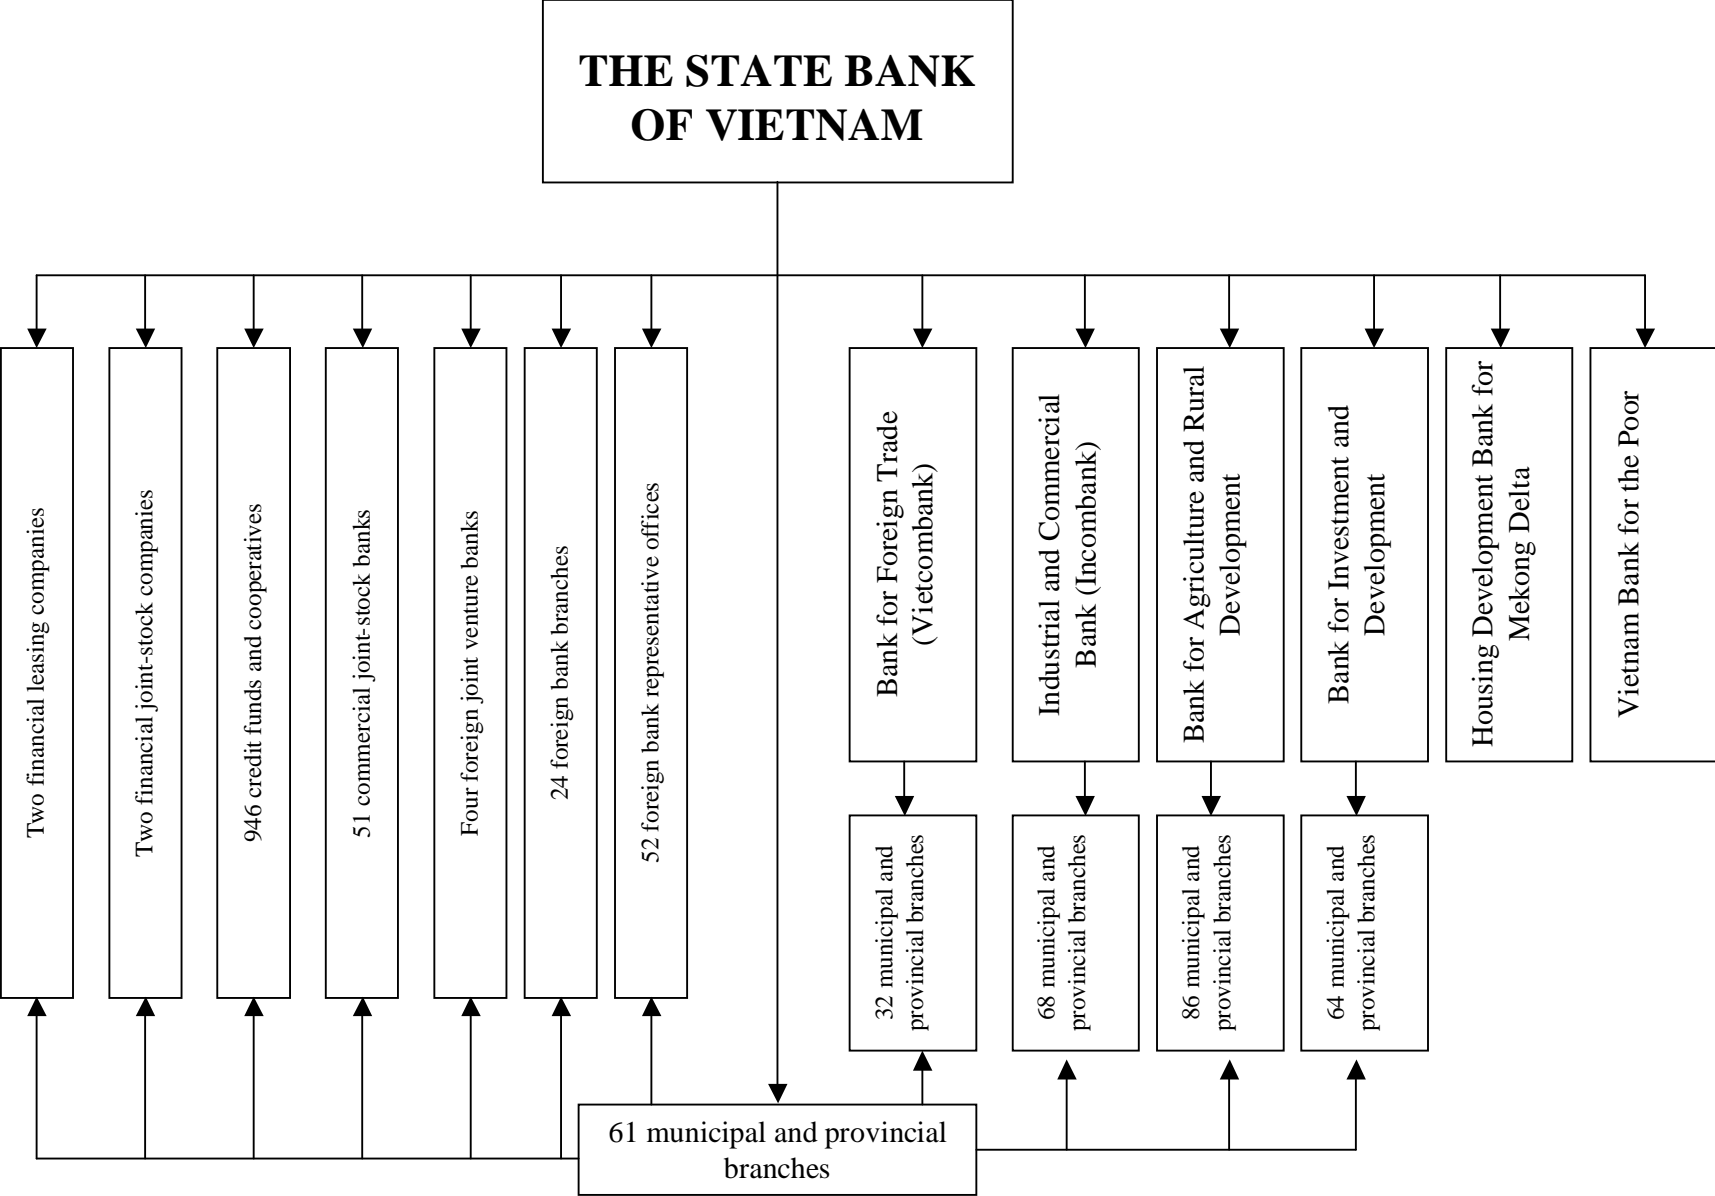 THE STATE BANK
OF VIETNAM
Two financial leasing companies
Two financial joint-stock companies
946 credit funds and cooperatives
51 commercial joint-stock banks
Four foreign joint venture banks
24 foreign bank branches
52 foreign bank representative offices
Bank for Foreign Trade
(Vietcombank)
Industrial and Commercial
Bank (Incombank)
Bank for Agriculture and Rural
Development
Bank for Investment and
Development
Housing Development Bank for
Mekong Delta
Vietnam Bank for the Poor
32 municipal and
provincial branches
68 municipal and
provincial branches
86 municipal and
provincial branches
64 municipal and
provincial branches
61 municipal and provincial
branches